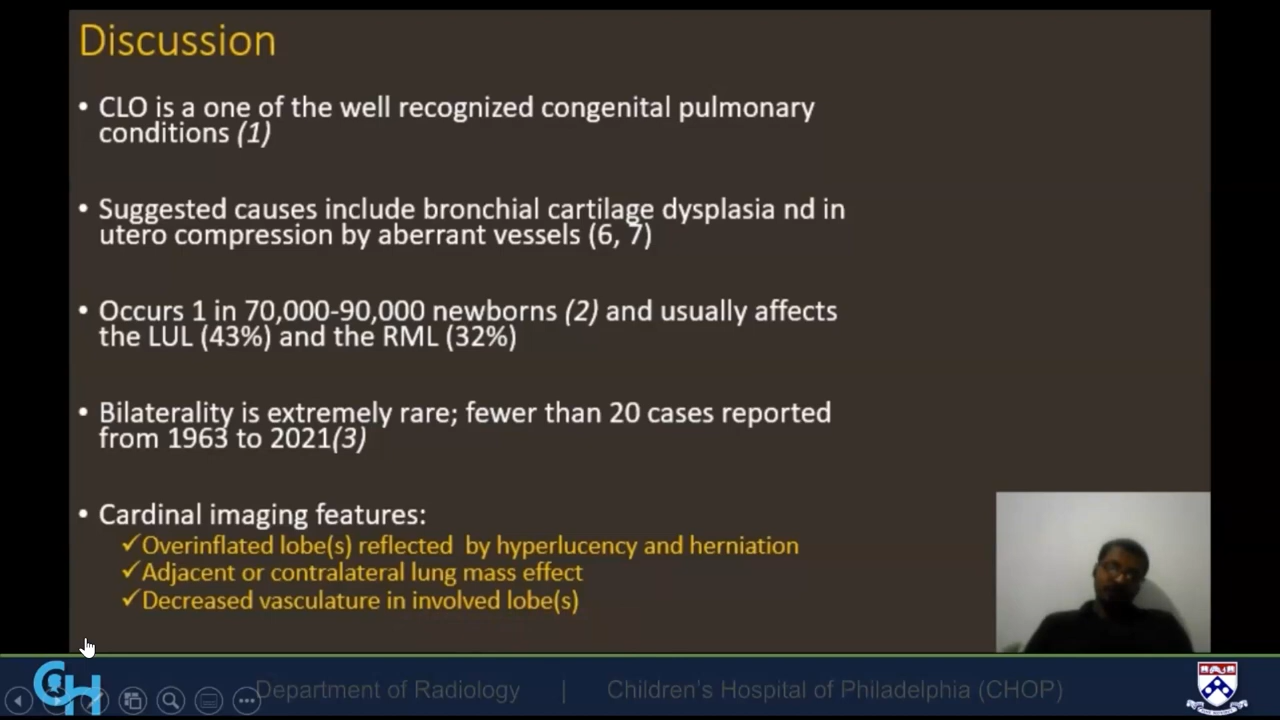 Discussion
• CLO is a one of the well recognized congenital pulmonary
conditions (1)
• Suggested causes include bronchial cartilage dysplasia nd in
utero compression by aberrant vessels (6, 7)
• Occurs 1 in 70,000-90,000 newborns (2) and usually affects
the LUL (43%) and the RML (32%)
• Bilaterality is extremely rare; fewer than 20 cases reported
from 1963 to 2021(3)
• Cardinal imaging features:
✓Overinflated lobe(s) reflected  by hyperlucency and herniation
✓Adjacent or contralateral lung mass effect
✓Decreased vasculature in involved lobe(s)
CH Department of Radiology | Children's Hospital of Philadelphia (CHOP)